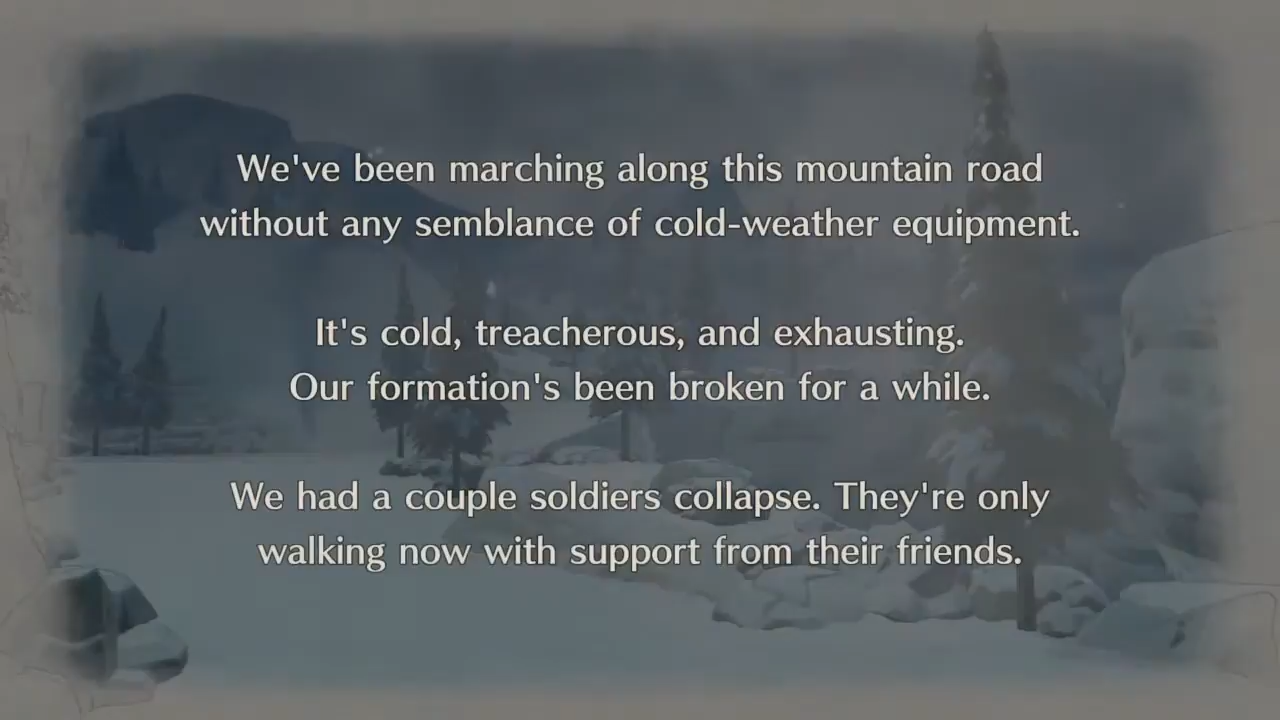 We've been marching along this mountain road
without any semblance of cold-weather equipment.
It's cold, treacherous, and exhausting.
Our formation's been broken for a while.
We had a couple soldiers collapse. They're only
walking now with support from their friends.